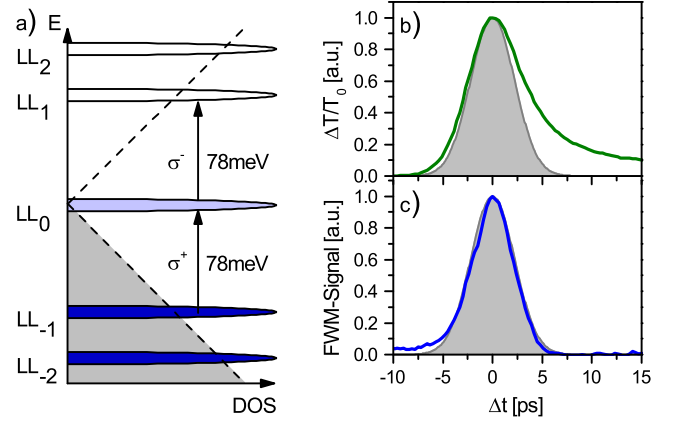 a) E
LL2
LL1
σ- 78meV
LL0
σ+ 78meV
LL-1
LL-2
DOS
b)
ΔT/T0 [a.u.]
1.0
0.8
0.6
0.4
0.2
0.0
c)
FWM-Signal [a.u.]
1.0
0.8
0.6
0.4
0.2
0.0
-10 -5 0 5 10 15
Δt [ps]